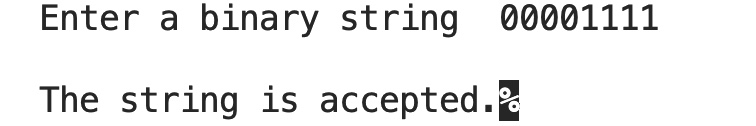 Enter a binary string  00001111
The string is accepted.%